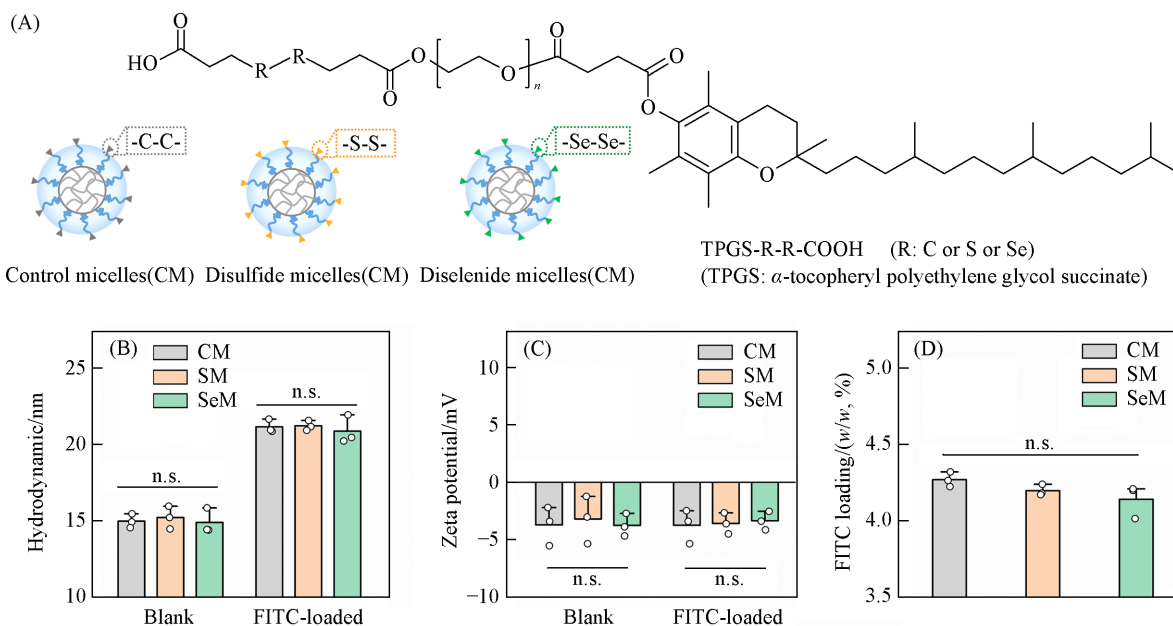 (A)
O
HO
R
R
O
O
O
n
O
O
O
O
O
-C-C-
-S-S-
-Se-Se-
Control micelles(CM)
Disulfide micelles(CM)
Diselenide micelles(CM)
TPGS-R-R-COOH (R: C or S or Se)
(TPGS: α-tocopheryl polyethylene glycol succinate)
(B)
CM
SM
SeM
n.s.
n.s.
25
20
15
10
Hydrodynamic/nm
Blank
FITC-loaded
(C)
CM
SM
SeM
10
5
0
−5
−10
Zeta potential/mV
n.s.
n.s.
Blank
FITC-loaded
(D)
CM
SM
SeM
n.s.
5.0
4.5
4.0
3.5
FITC loading/(w/w, %)